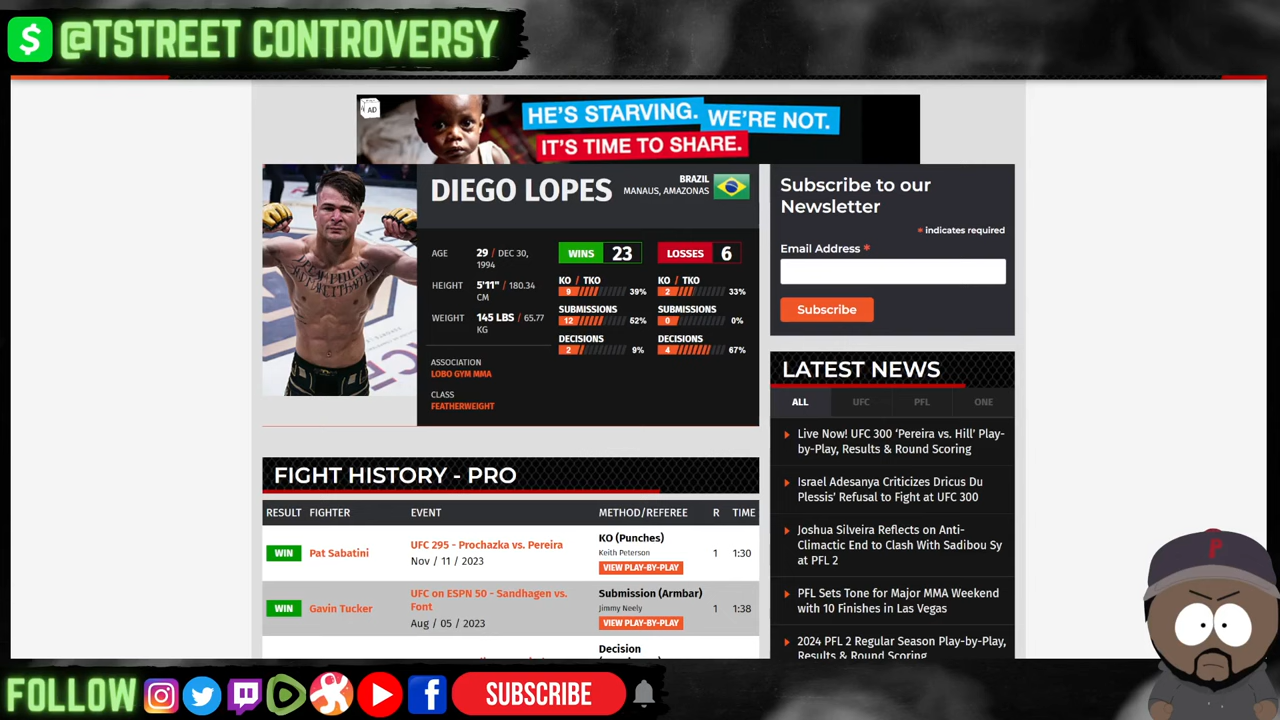 $ @TSTREET CONTROVERSY
AD
HE'S STARVING. WE'RE NOT.
IT'S TIME TO SHARE.
DIEGO LOPES
BRAZIL
MANAUS, AMAZONAS
AGE 29 / DEC 30, 1994
HEIGHT 5'11" / 180.34 CM
WEIGHT 145 LBS / 65.77 KG
ASSOCIATION
LOBO GYM MMA
CLASS
FEATHERWEIGHT
WINS 23
KO / TKO
9 39%
SUBMISSIONS
12 52%
DECISIONS
2 9%
LOSSES 6
KO / TKO
2 33%
SUBMISSIONS
0 0%
DECISIONS
4 67%
FIGHT HISTORY - PRO
RESULT FIGHTER EVENT METHOD/REFEREE R TIME
WIN Pat Sabatini UFC 295 - Prochazka vs. Pereira
Nov / 11 / 2023
KO (Punches)
Keith Peterson
VIEW PLAY-BY-PLAY
1 1:30
WIN Gavin Tucker UFC on ESPN 50 - Sandhagen vs.
Font
Aug / 05 / 2023
Submission (Armbar)
Jimmy Neely
VIEW PLAY-BY-PLAY
1 1:38
Decision
Subscribe to our
Newsletter
* indicates required
Email Address *
Subscribe
LATEST NEWS
ALL UFC PFL ONE
Live Now! UFC 300 ‘Pereira vs. Hill’ Play-
by-Play, Results & Round Scoring
Israel Adesanya Criticizes Dricus Du
Plessis’ Refusal to Fight at UFC 300
Joshua Silveira Reflects on Anti-
Climactic End to Clash With Sadibou Sy
at PFL 2
PFL Sets Tone for Major MMA Weekend
with 10 Finishes in Las Vegas
2024 PFL 2 Regular Season Play-by-Play,
Results & Round Scoring
P
FOLLOW
SUBSCRIBE